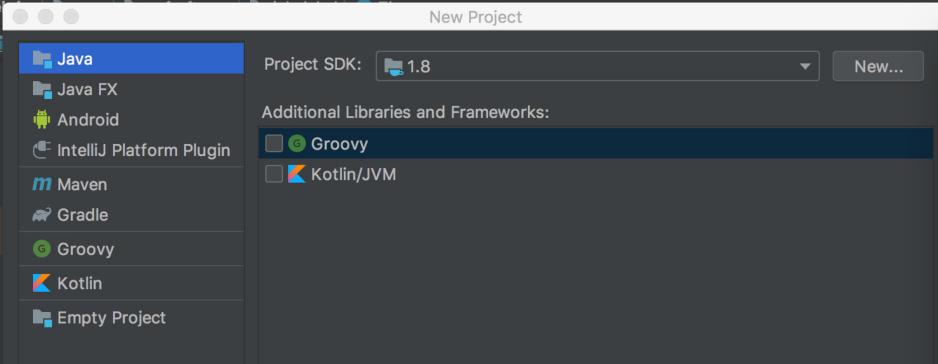 New Project
Java
Java FX
Android
IntelliJ Platform Plugin
Maven
Gradle
Groovy
Kotlin
Empty Project
Project SDK:
1.8
New...
Additional Libraries and Frameworks:
Groovy
Kotlin/JVM